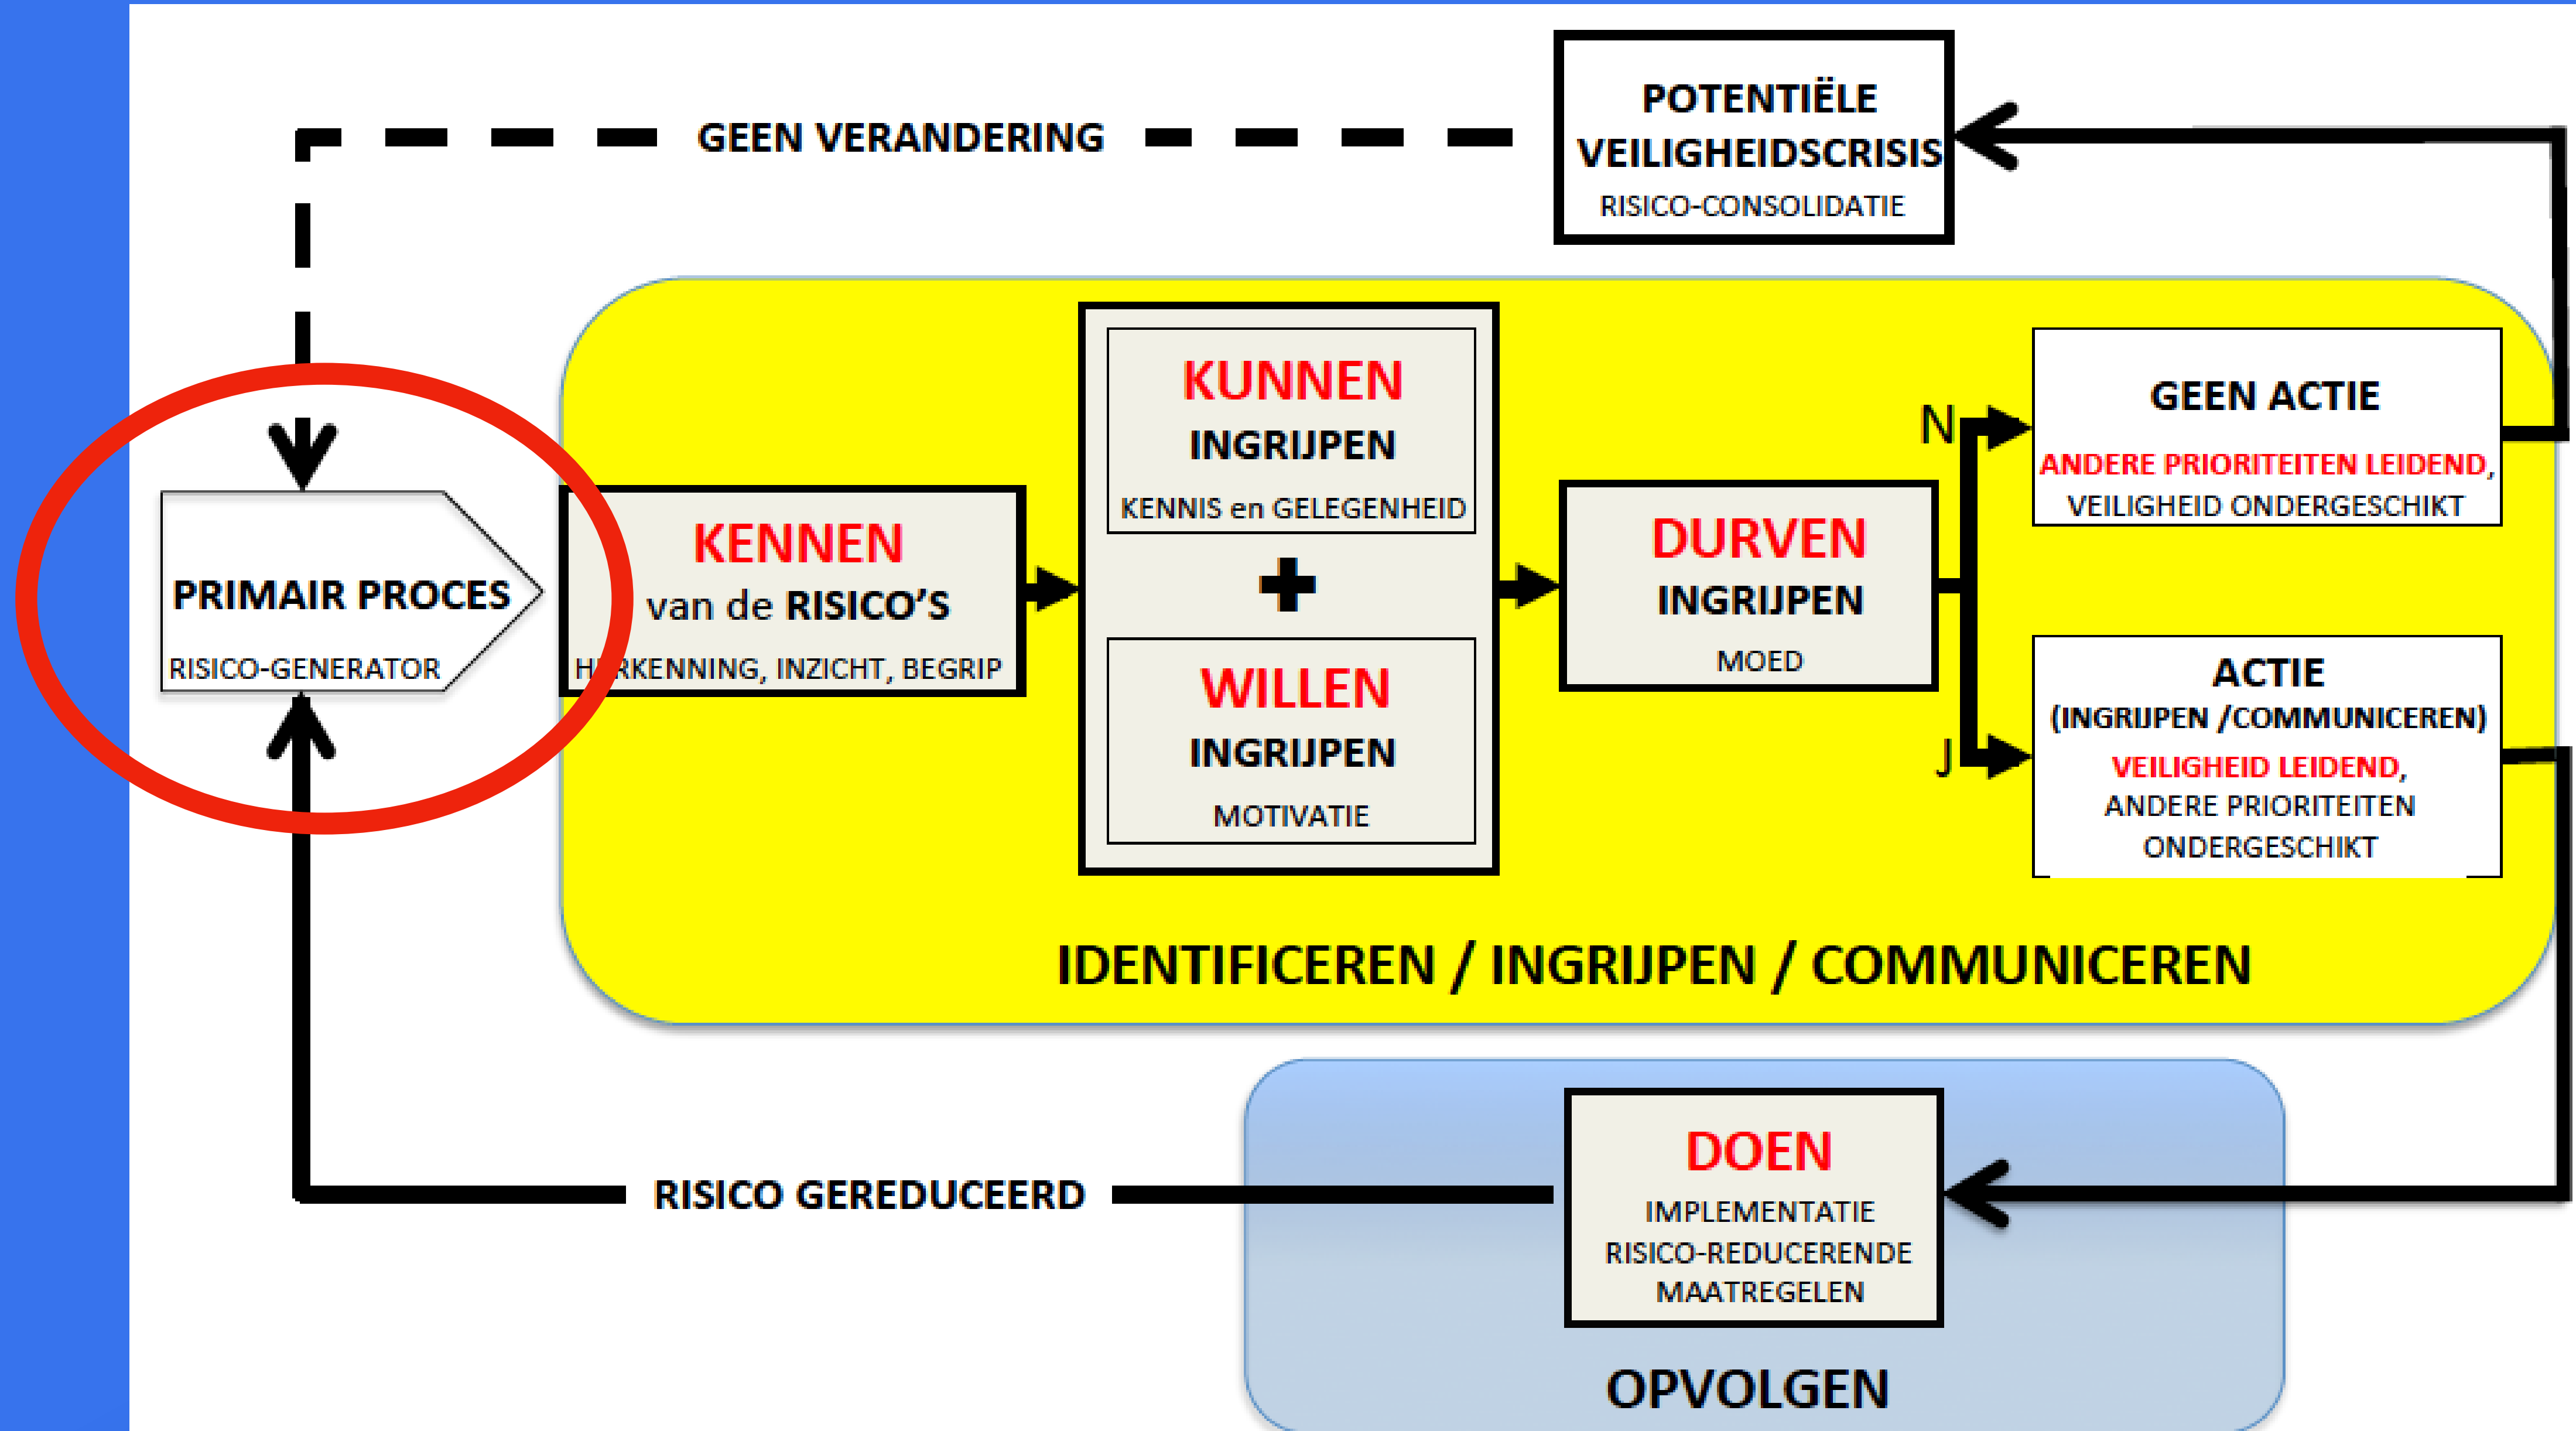 POTENTIËLE
VEILIGHEIDSCRISIS
RISICO-CONSOLIDATIE
GEEN VERANDERING
PRIMAIR PROCES
RISICO-GENERATOR
KENNEN
van de RISICO'S
HERKENNING, INZICHT, BEGRIP
KUNNEN
INGRIJPEN
KENNIS en GELEGENHEID
+
WILLEN
INGRIJPEN
MOTIVATIE
DURVEN
INGRIJPEN
MOED
N
GEEN ACTIE
ANDERE PRIORITEITEN LEIDEND,
VEILIGHEID ONDERGESCHIKT
J
ACTIE
(INGRIJPEN /COMMUNICEREN)
VEILIGHEID LEIDEND,
ANDERE PRIORITEITEN
ONDERGESCHIKT
IDENTIFICEREN / INGRIJPEN / COMMUNICEREN
DOEN
IMPLEMENTATIE
RISICO-REDUCERENDE
MAATREGELEN
RISICO GEREDUCEERD
OPVOLGEN